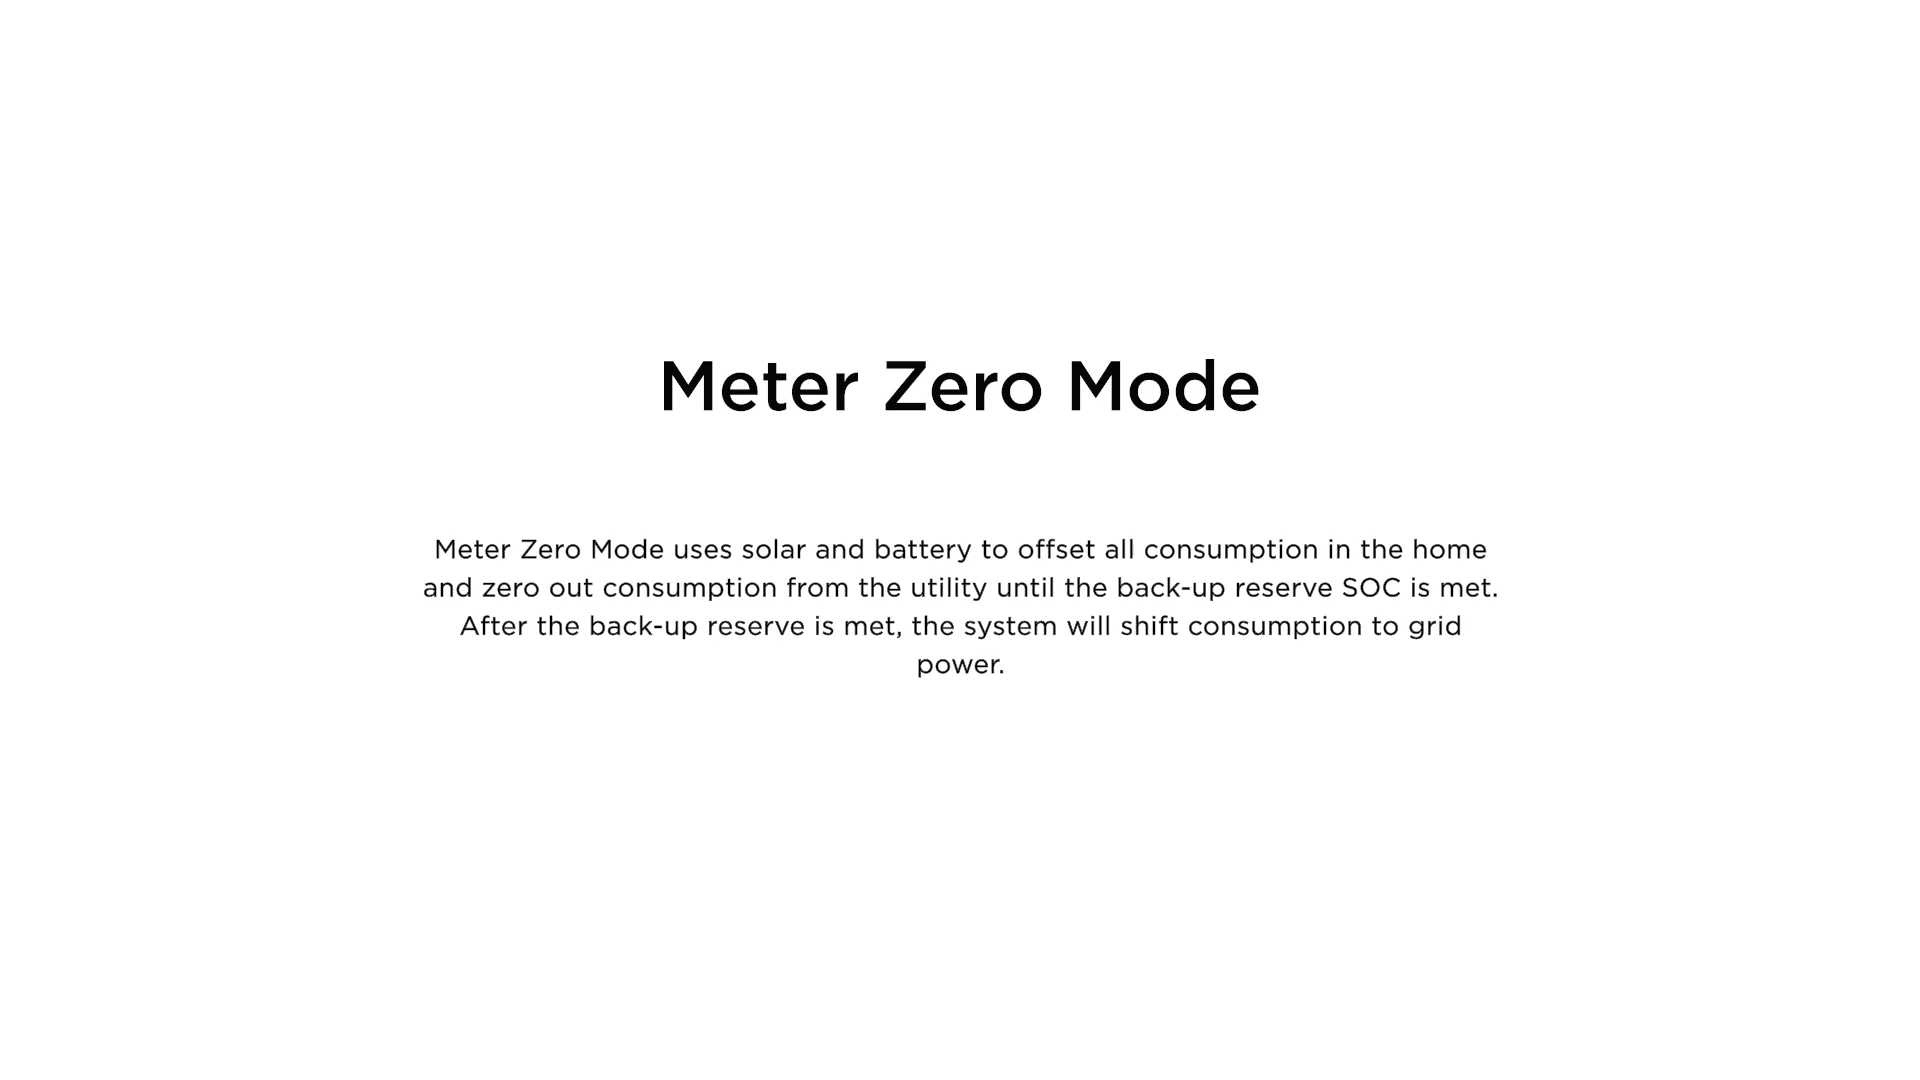 Meter Zero Mode
Meter Zero Mode uses solar and battery to offset all consumption in the home
and zero out consumption from the utility until the back-up reserve SOC is met.
After the back-up reserve is met, the system will shift consumption to grid
power.